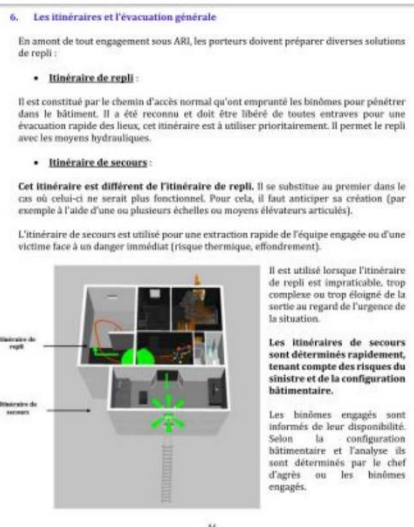 6. Les itinéraires et l'évacuation générale
En amont de tout engagement sous ARI, les porteurs doivent préparer diverses solutions
de repli :
• Itinéraire de repli :
Il est constitué par le chemin d'accès normal qu'ont emprunté les binômes pour pénétrer
dans le bâtiment. Il a été reconnu et doit être libéré de toutes entraves pour une
évacuation rapide des lieux, cet itinéraire est à utiliser prioritairement. Il permet le repli
avec les moyens hydrauliques.
• Itinéraire de secours :
Cet itinéraire est différent de l'itinéraire de repli. Il se substitue au premier dans le
cas où celui-ci ne serait plus fonctionnel. Pour cela, il faut anticiper sa création (par
exemple à l'aide d'une ou plusieurs échelles ou moyens élévateurs articulés).
L'itinéraire de secours est utilisé pour une extraction rapide de l'équipe engagée ou d'une
victime face à un danger immédiat (risque thermique, effondrement).
Il est utilisé lorsque l'itinéraire
de repli est impraticable, trop
complexe ou trop éloigné de la
sortie au regard de l'urgence de
la situation.
Itinéraire de
repli
Les itinéraires de secours
sont déterminés rapidement,
tenant compte des risques du
sinistre et de la configuration
bâtimentaire.
Itinéraire de
secours
Les binômes engagés sont
informés de leur disponibilité.
Selon la configuration
bâtimentaire et l'analyse ils
sont déterminés par le chef
d'agrès ou les binômes
engagés.